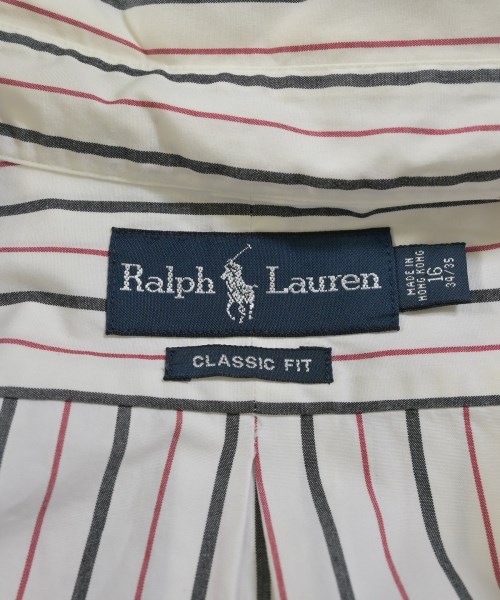 Ralph Lauren
MADE IN
HONG KONG
16
34/35
CLASSIC FIT